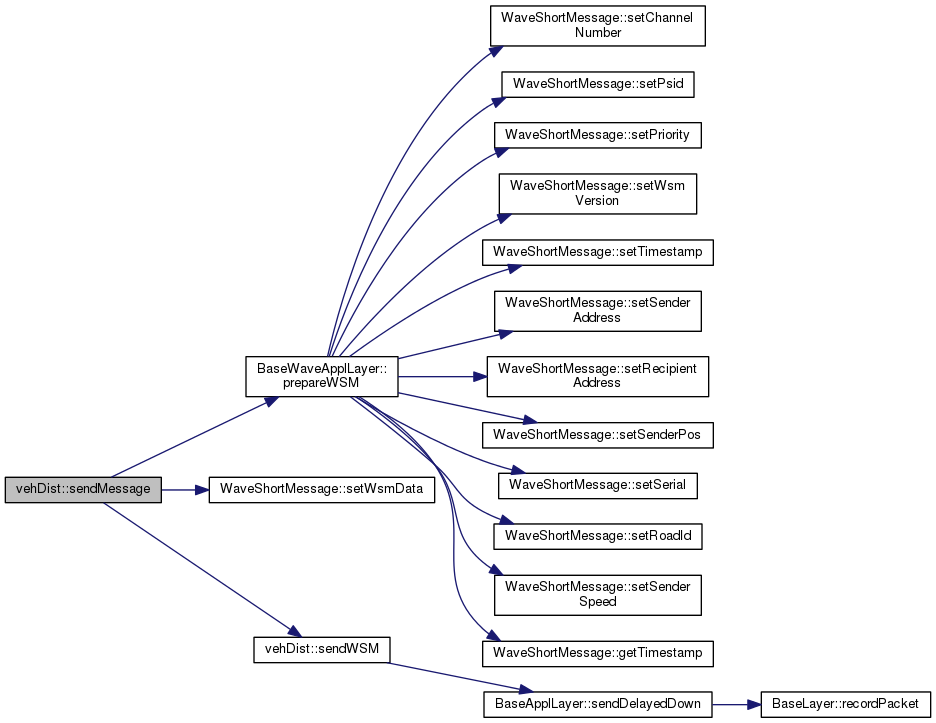 WaveShortMessage::setChannel
Number
WaveShortMessage::setPsid
WaveShortMessage::setPriority
WaveShortMessage::setWsm
Version
WaveShortMessage::setTimestamp
WaveShortMessage::setSender
Address
BaseWaveApplLayer::
prepareWSM
WaveShortMessage::setRecipient
Address
WaveShortMessage::setSenderPos
vehDist::sendMessage
WaveShortMessage::setWsmData
WaveShortMessage::setSerial
WaveShortMessage::setRoadId
WaveShortMessage::setSender
Speed
vehDist::sendWSM
WaveShortMessage::getTimestamp
BaseApplLayer::sendDelayedDown
BaseLayer::recordPacket